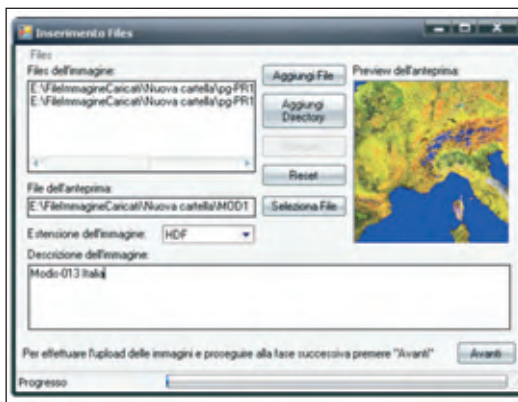 Inserimento Files
Files
Files dell'immagine:
E:\FileImmagineCaricati\Nuova cartella\pg-PR1
E:\FileImmagineCaricati\Nuova cartella\pg-PR1
Aggiungi File
Aggiungi
Directory
Reset
Preview dell'anteprima:
File dell'anteprima:
E:\FileImmagineCaricati\Nuova cartella\MOD1
Seleziona File
Estensione dell'immagine:
HDF
Descrizione dell'immagine:
Modis-013 Italia
Per effettuare l'upload delle immagini e proseguire alla fase successiva premere "Avanti"
Avanti
Progresso